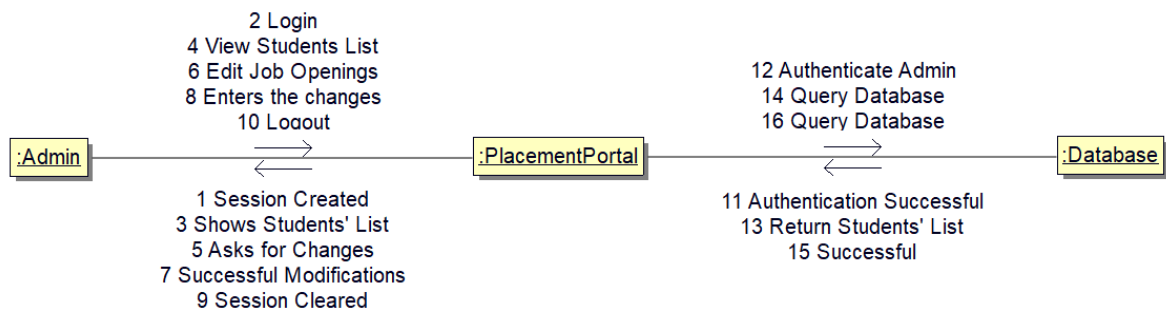 2 Login
4 View Students List
6 Edit Job Openings
8 Enters the changes
10 Logout
12 Authenticate Admin
14 Query Database
16 Query Database
:Admin
:PlacementPortal
:Database
1 Session Created
3 Shows Students' List
5 Asks for Changes
7 Successful Modifications
9 Session Cleared
11 Authentication Successful
13 Return Students' List
15 Successful